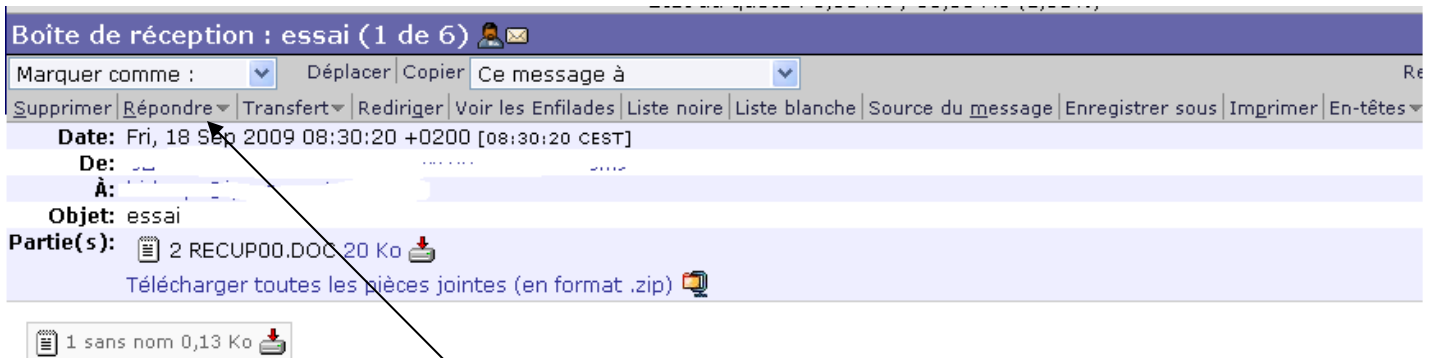 Boîte de réception : essai (1 de 6)
Marquer comme : Déplacer Copier Ce message à
Supprimer Répondre Transfert Rediriger Voir les Enfilades Liste noire Liste blanche Source du message Enregistrer sous Imprimer En-têtes
Date: Fri, 18 Sep 2009 08:30:20 +0200 [08:30:20 CEST]
De:
À:
Objet: essai
Partie(s): 2 RECUP00.DOC 20 Ko
Télécharger toutes les pièces jointes (en format .zip)
1 sans nom 0,13 Ko